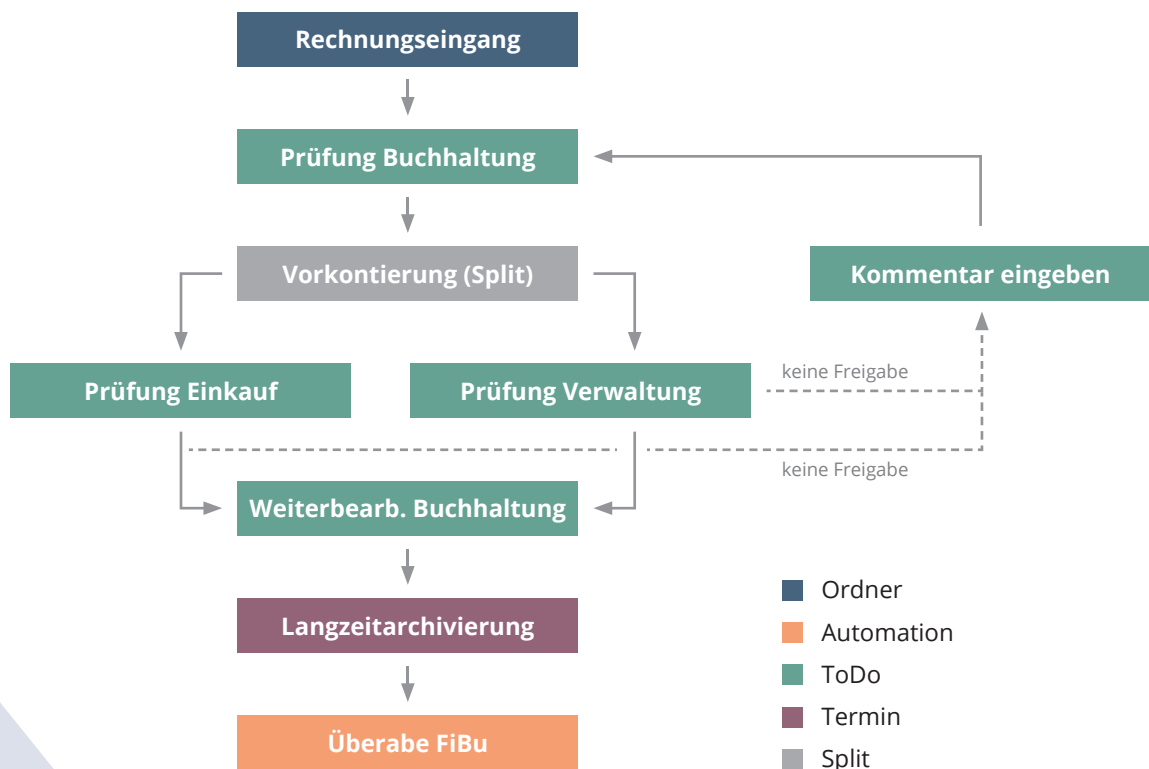 Rechnungseingang
Prüfung Buchhaltung
Vorkontierung (Split)
Kommentar eingeben
Prüfung Einkauf
Prüfung Verwaltung
keine Freigabe
keine Freigabe
Weiterbearb. Buchhaltung
Langzeitarchivierung
Überabe FiBu
Ordner
Automation
ToDo
Termin
Split